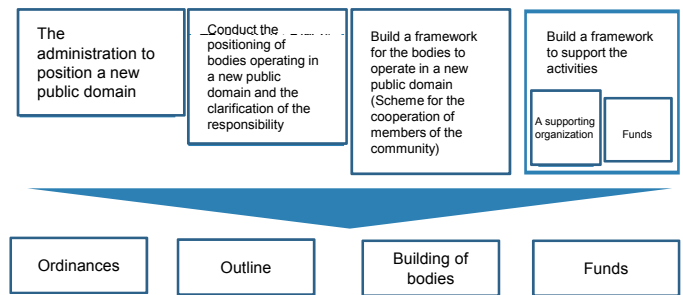 The
administration to
position a new
public domain
Conduct the
positioning of
bodies operating in
a new public
domain and the
clarification of the
responsibility
Build a framework
for the bodies to
operate in a new
public domain
(Scheme for the
cooperation of
members of the
community)
Build a framework
to support the
activities
A supporting
organization
Funds
Ordinances
Outline
Building of
bodies
Funds